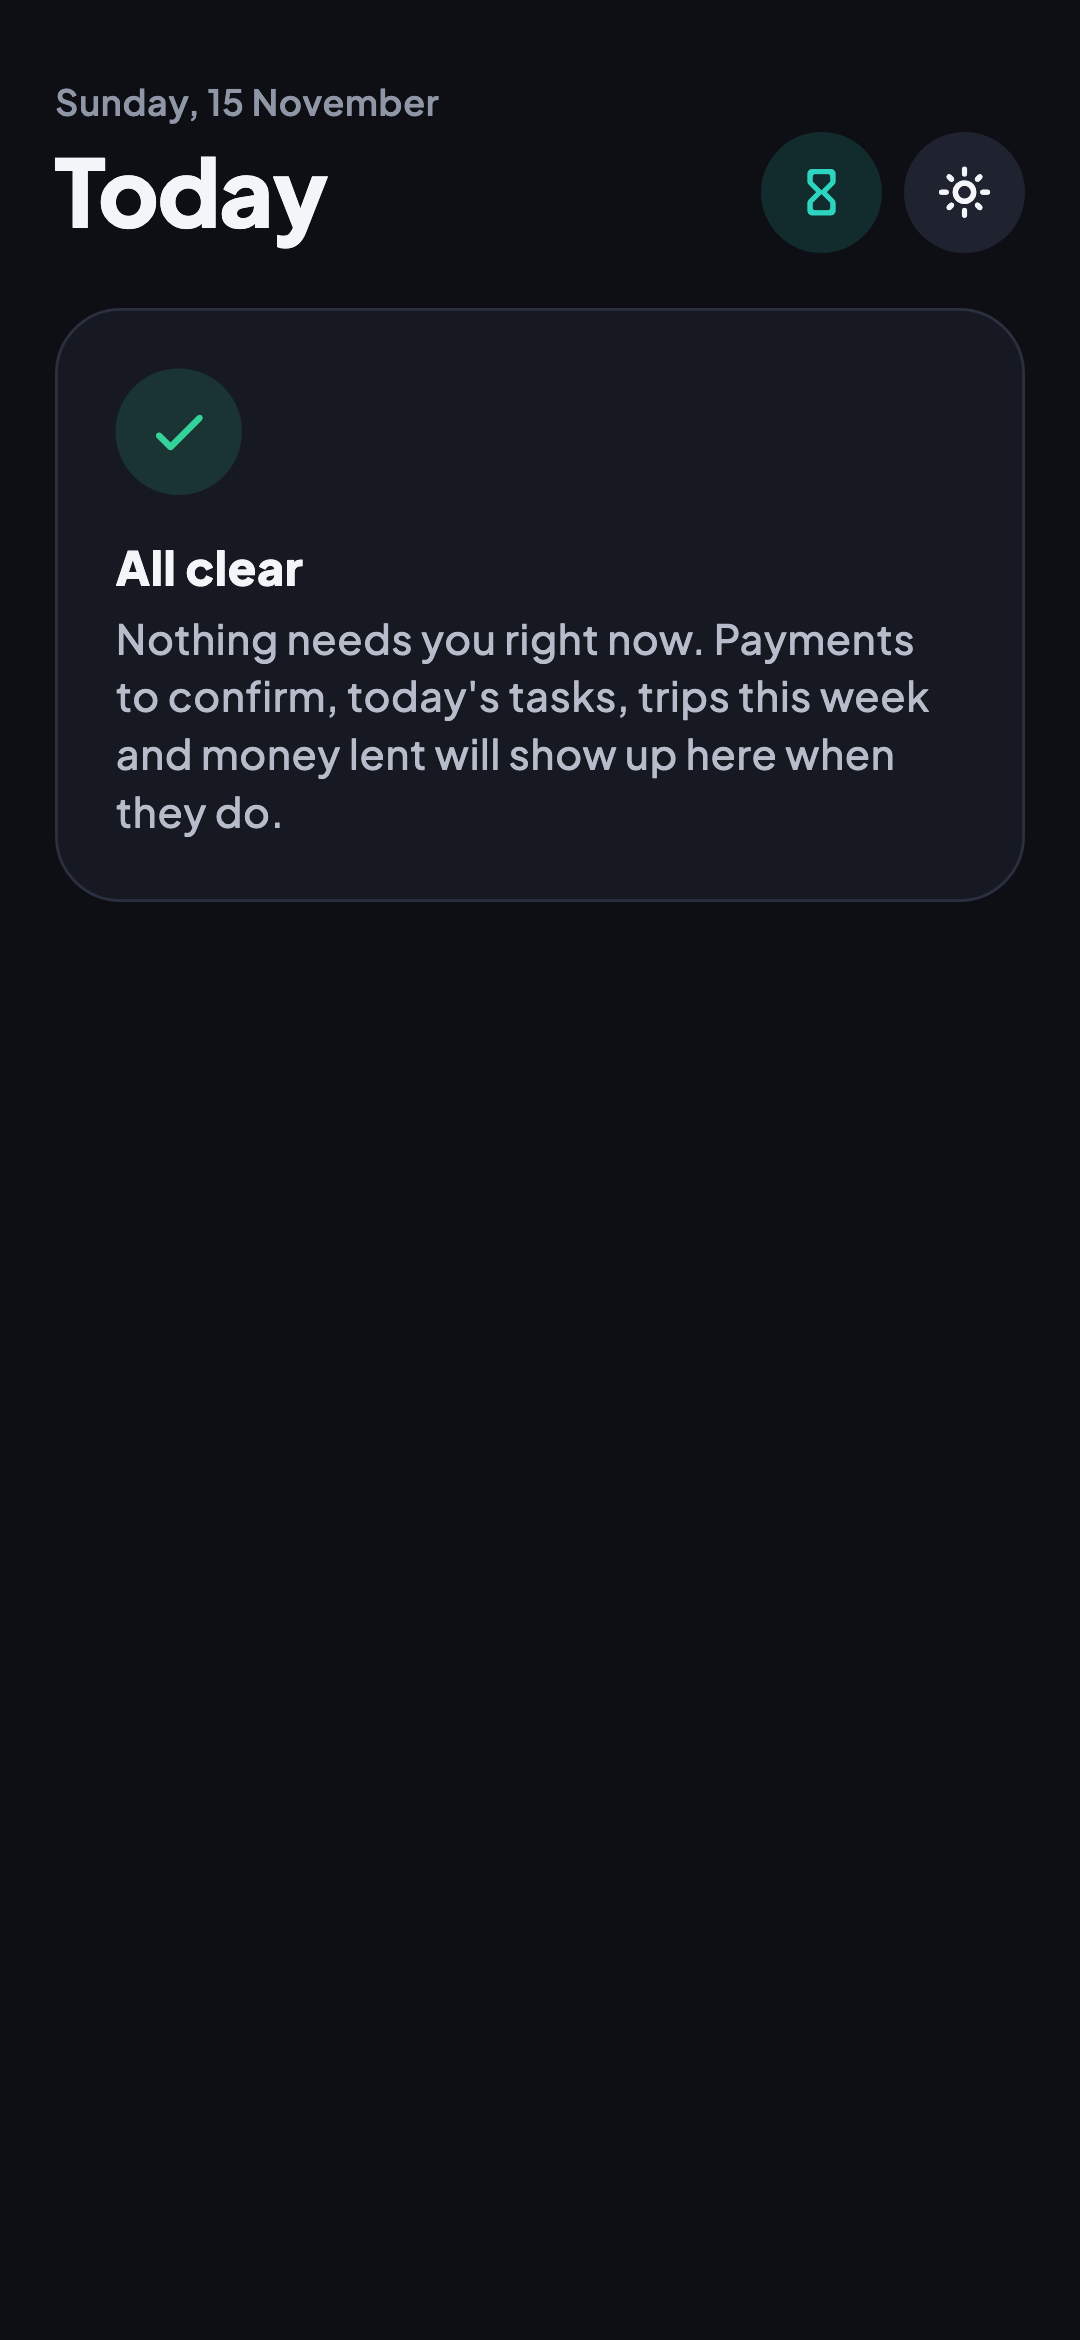 Sunday, 15 November
Today
All clear
Nothing needs you right now. Payments
to confirm, today's tasks, trips this week
and money lent will show up here when
they do.